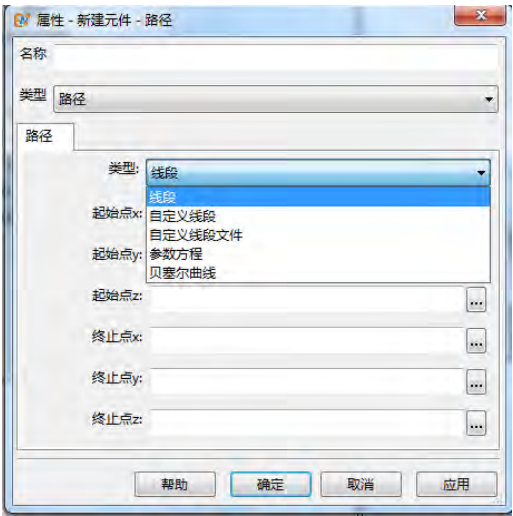 属性 - 新建元件 - 路径
名称
类型 路径
路径
类型: 线段
线段
自定义线段
自定义线段文件
参数方程
贝塞尔曲线
起始点x:
起始点y:
起始点z: ...
终止点x: ...
终止点y: ...
终止点z: ...
帮助 确定 取消 应用